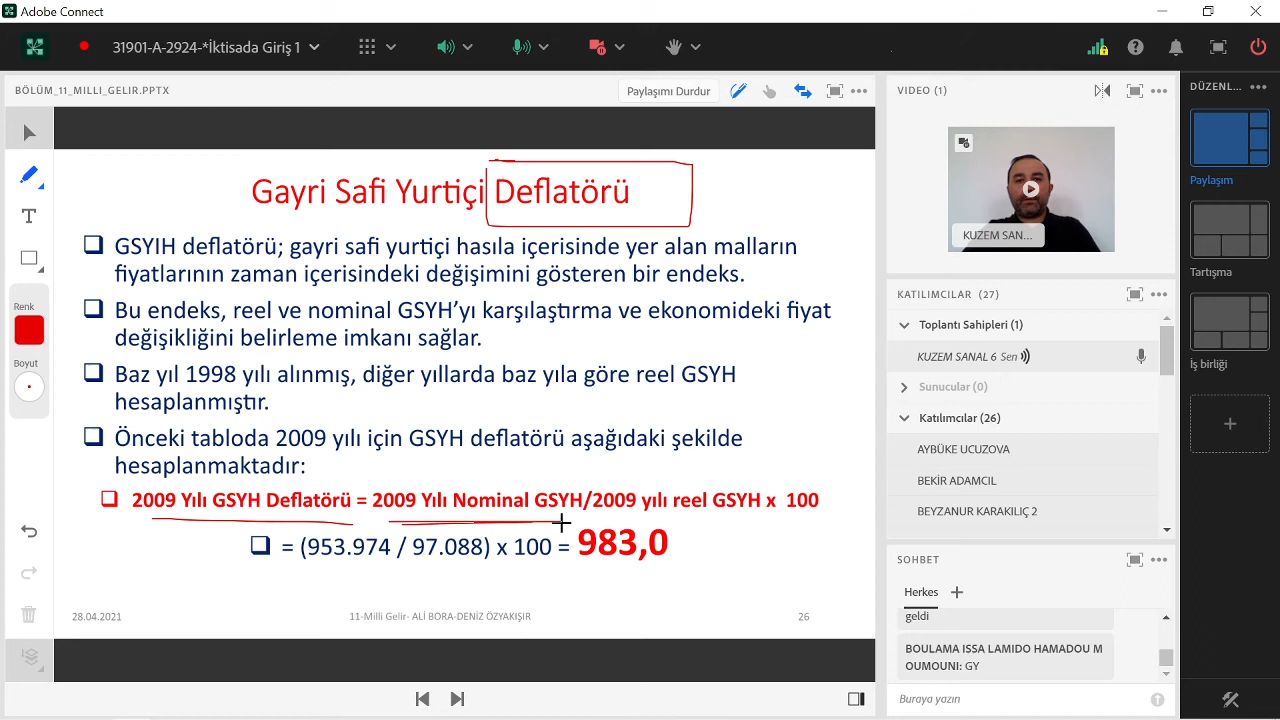 Adobe Connect
31901-A-2924-*İktisada Giriş 1
BÖLÜM_11_MILLI_GELIR.PPTX
Paylaşımı Durdur
Renk
Boyut
Gayri Safi Yurtiçi Deflatörü
GSYIH deflatörü; gayri safi yurtiçi hasıla içerisinde yer alan malların
fiyatlarının zaman içerisindeki değişimini gösteren bir endeks.
Bu endeks, reel ve nominal GSYH’yı karşılaştırma ve ekonomideki fiyat
değişikliğini belirleme imkanı sağlar.
Baz yıl 1998 yılı alınmış, diğer yıllarda baz yıla göre reel GSYH
hesaplanmıştır.
Önceki tabloda 2009 yılı için GSYH deflatörü aşağıdaki şekilde
hesaplanmaktadır:
2009 Yılı GSYH Deflatörü = 2009 Yılı Nominal GSYH/2009 yılı reel GSYH x 100
= (953.974 / 97.088) x 100 = 983,0
28.04.2021
11-Milli Gelir- ALİ BORA-DENİZ ÖZYAKIŞIR
26
VIDEO (1)
KUZEM SAN...
KATILIMCILAR (27)
Toplantı Sahipleri (1)
KUZEM SANAL 6 Sen
Sunucular (0)
Katılımcılar (26)
AYBÜKE UCUZOVA
BEKİR ADAMCIL
BEYZANUR KARAKILIÇ 2
SOHBET
Herkes
geldi
BOULAMA ISSA LAMIDO HAMADOU M
OUMOUNI: GY
Buraya yazın
DÜZENL...
Paylaşım
Tartışma
İş birliği